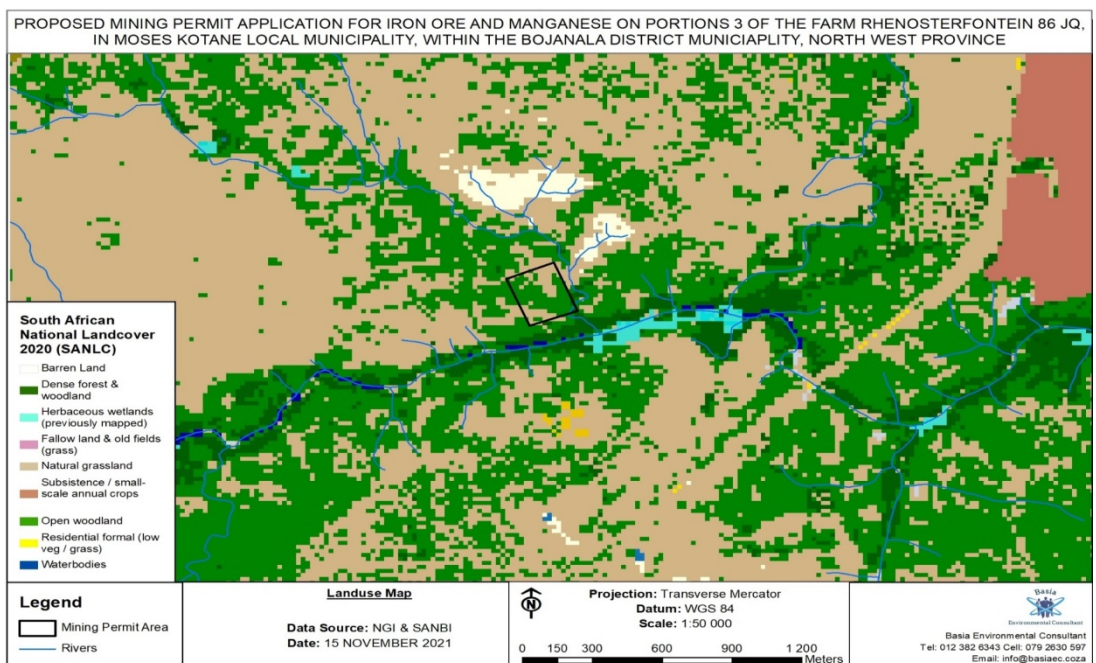 PROPOSED MINING PERMIT APPLICATION FOR IRON ORE AND MANGANESE ON PORTIONS 3 OF THE FARM RHENOSTERFONTEIN 86 JQ,
IN MOSES KOTANE LOCAL MUNICIPALITY, WITHIN THE BOJANALA DISTRICT MUNICIAPLITY, NORTH WEST PROVINCE
South African
National Landcover
2020 (SANLC)
Barren Land
Dense forest &
woodland
Herbaceous wetlands
(previously mapped)
Fallow land & old fields
(grass)
Natural grassland
Subsistence / small-
scale annual crops
Open woodland
Residential formal (low
veg / grass)
Waterbodies
Legend
Mining Permit Area
Rivers
Landuse Map
Data Source: NGI & SANBI
Date: 15 NOVEMBER 2021
N
Projection: Transverse Mercator
Datum: WGS 84
Scale: 1:50 000
0 150 300 600 900 1 200
Meters
Basia
Environmental Consultant
Basia Environmental Consultant
Tel: 012 382 6343 Cell: 079 2630 597
Email: info@basiaec.coza